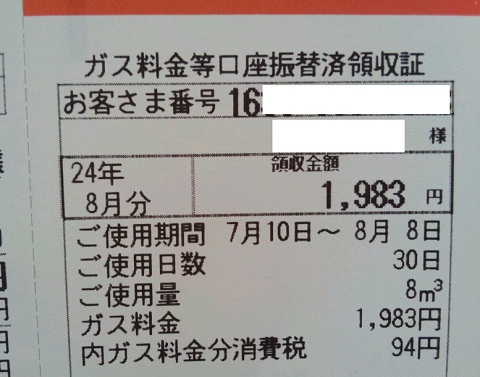 ガス料金等口座振替済領収証
お客さま番号 16
様
24年
8月分
領収金額
1,983 円
ご使用期間 7月10日～ 8月 8日
ご使用日数 30日
ご使用量 8m³
ガス料金 1,983円
内ガス料金分消費税 94円
円
円
円